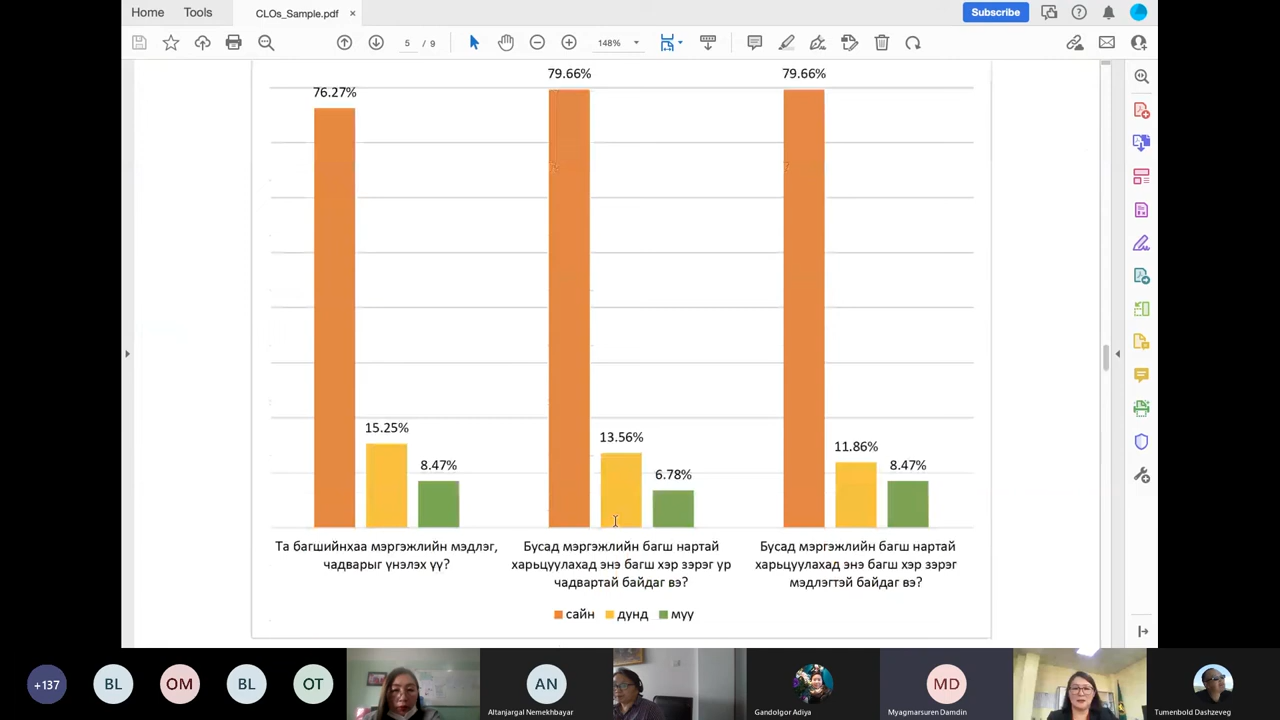 Home
Tools
CLOs_Sample.pdf
×
Subscribe
5 / 9
148%
76.27%
79.66%
79.66%
15.25%
8.47%
13.56%
6.78%
11.86%
8.47%
Та багшийнхаа мэргэжлийн мэдлэг,
чадварыг үнэлэх үү?
Бусад мэргэжлийн багш нартай
харьцуулахад энэ багш хэр зэрэг ур
чадвартай байдаг вэ?
Бусад мэргэжлийн багш нартай
харьцуулахад энэ багш хэр зэрэг
мэдлэгтэй байдаг вэ?
сайн дунд муу
+137
BL
OM
BL
OT
AN
Altanjargal Nemekhbayar
Gandolgor Adiya
MD
Myagmarsuren Damdin
Tumenbold Dashzeveg